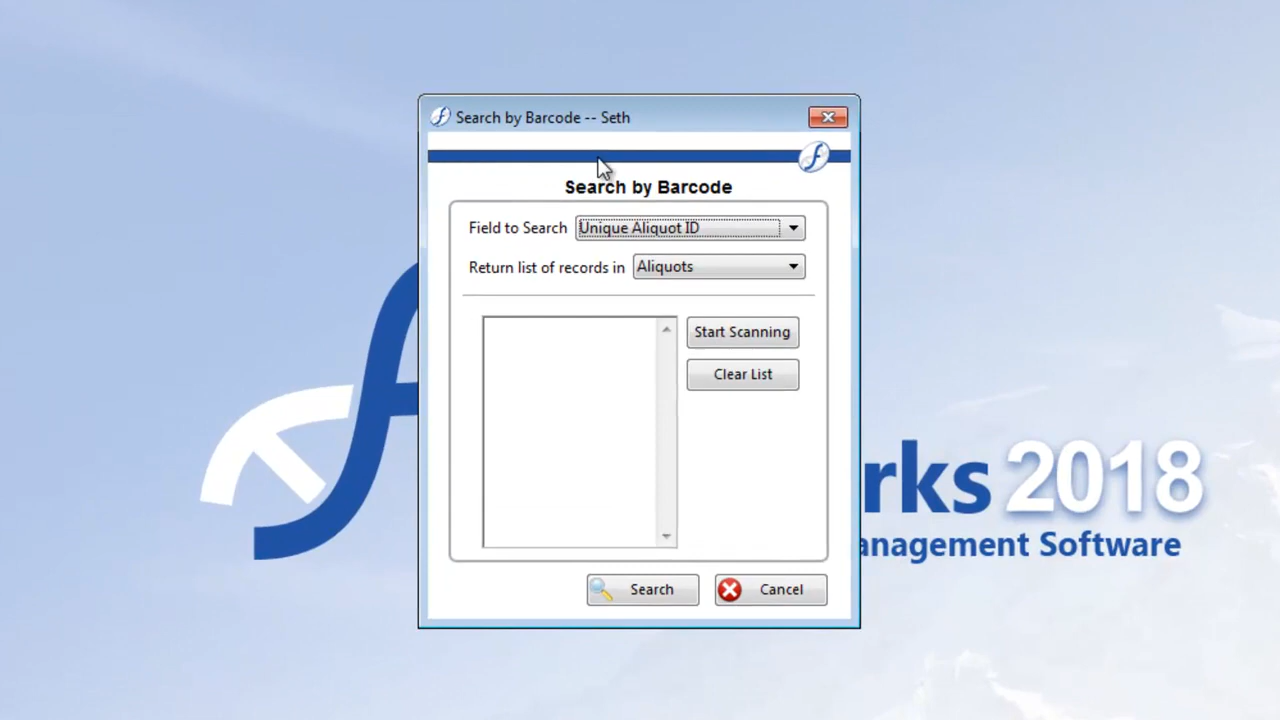 Search by Barcode -- Seth
Search by Barcode
Field to Search Unique Aliquot ID
Return list of records in Aliquots
Start Scanning
Clear List
rks 2018
anagement Software
Search Cancel